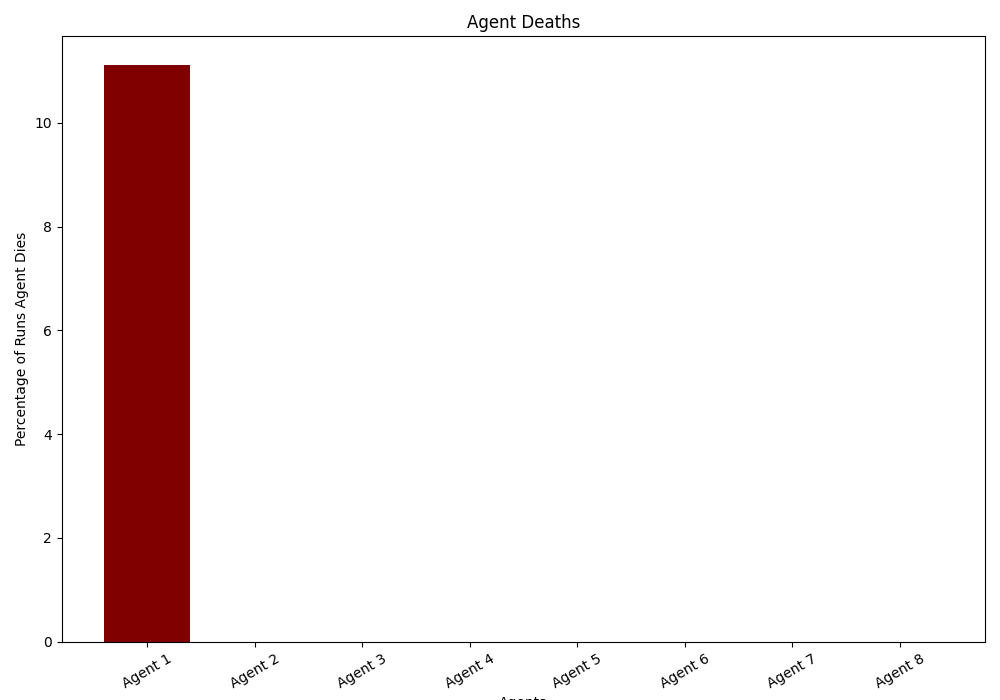 Agent Deaths
Percentage of Runs Agent Dies
10
8
6
4
2
0
Agent 1
Agent 2
Agent 3
Agent 4
Agent 5
Agent 6
Agent 7
Agent 8
Agents